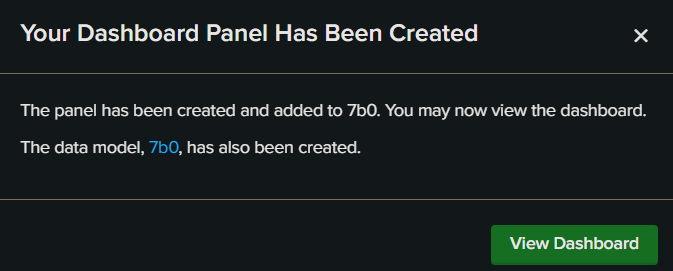 Your Dashboard Panel Has Been Created
The panel has been created and added to 7b0. You may now view the dashboard.
The data model, 7b0, has also been created.
View Dashboard